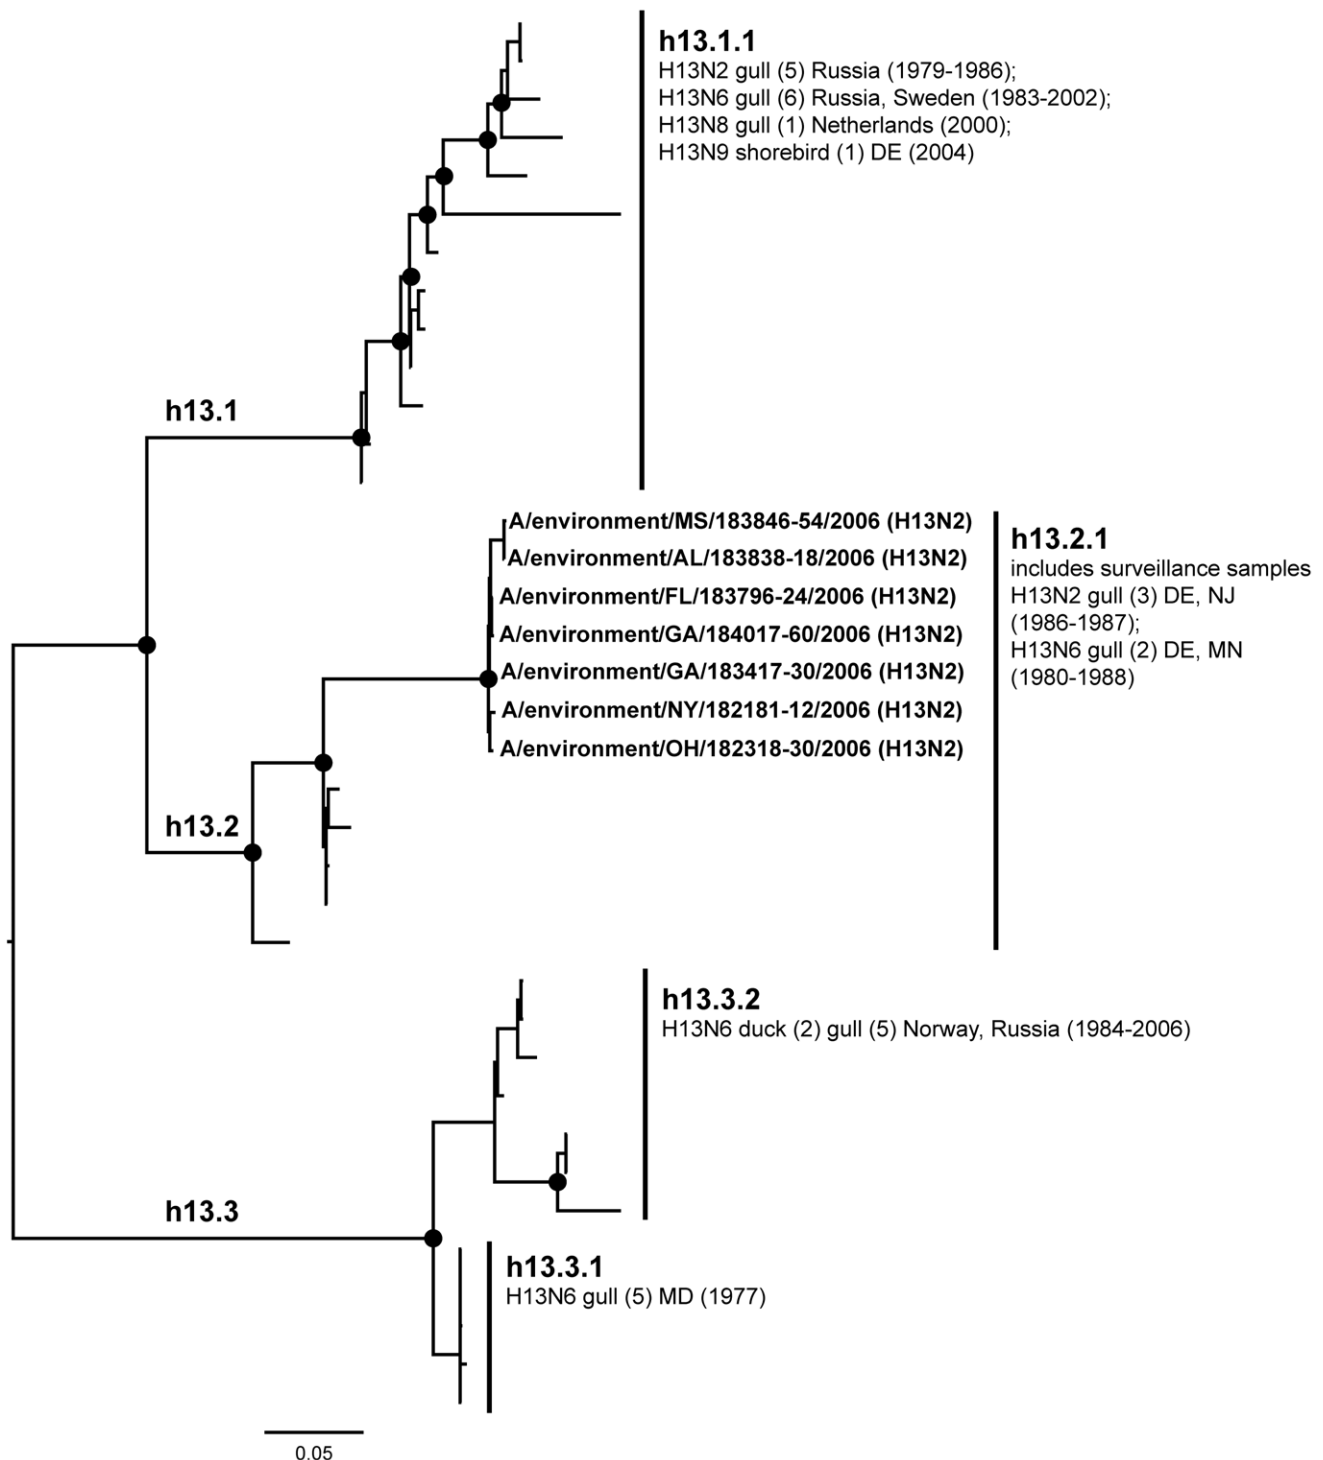 h13.1.1
H13N2 gull (5) Russia (1979-1986);
H13N6 gull (6) Russia, Sweden (1983-2002);
H13N8 gull (1) Netherlands (2000);
H13N9 shorebird (1) DE (2004)
h13.1
A/environment/MS/183846-54/2006 (H13N2)
A/environment/AL/183838-18/2006 (H13N2)
A/environment/FL/183796-24/2006 (H13N2)
A/environment/GA/184017-60/2006 (H13N2)
A/environment/GA/183417-30/2006 (H13N2)
A/environment/NY/182181-12/2006 (H13N2)
A/environment/OH/182318-30/2006 (H13N2)
h13.2.1
includes surveillance samples
H13N2 gull (3) DE, NJ
(1986-1987);
H13N6 gull (2) DE, MN
(1980-1988)
h13.2
h13.3.2
H13N6 duck (2) gull (5) Norway, Russia (1984-2006)
h13.3
h13.3.1
H13N6 gull (5) MD (1977)
0.05